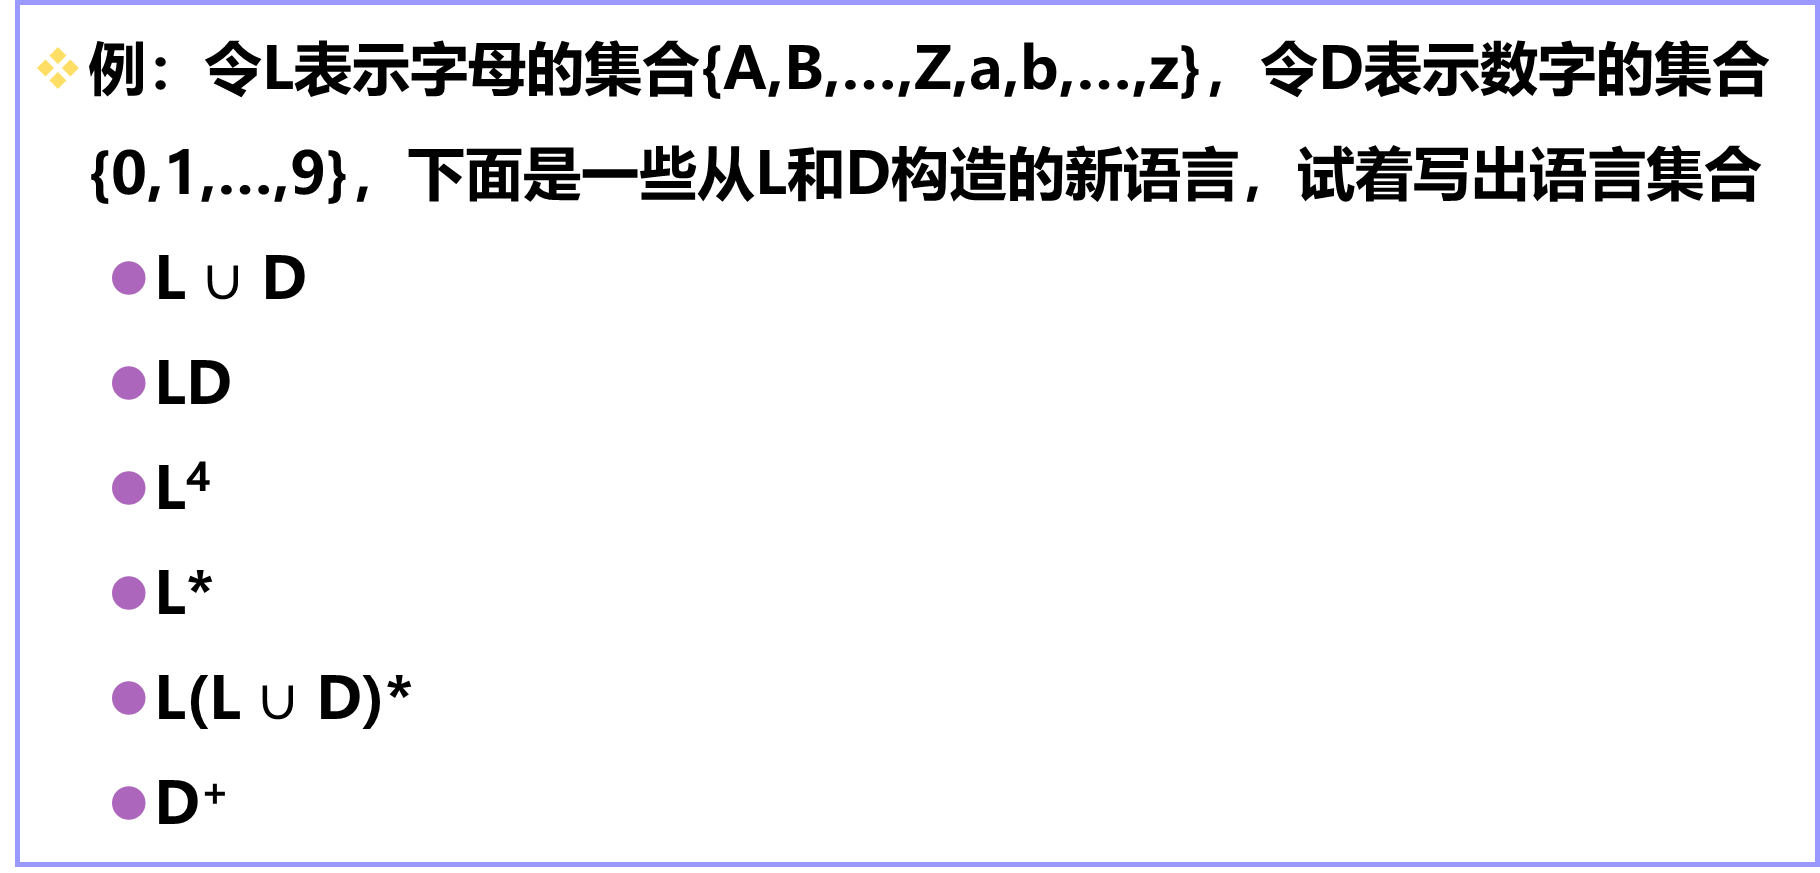 例：令L表示字母的集合{A,B,…,Z,a,b,…,z}，令D表示数字的集合
{0,1,…,9}，下面是一些从L和D构造的新语言，试着写出语言集合
L ∪ D
LD
L⁴
L*
L(L ∪ D)*
D⁺